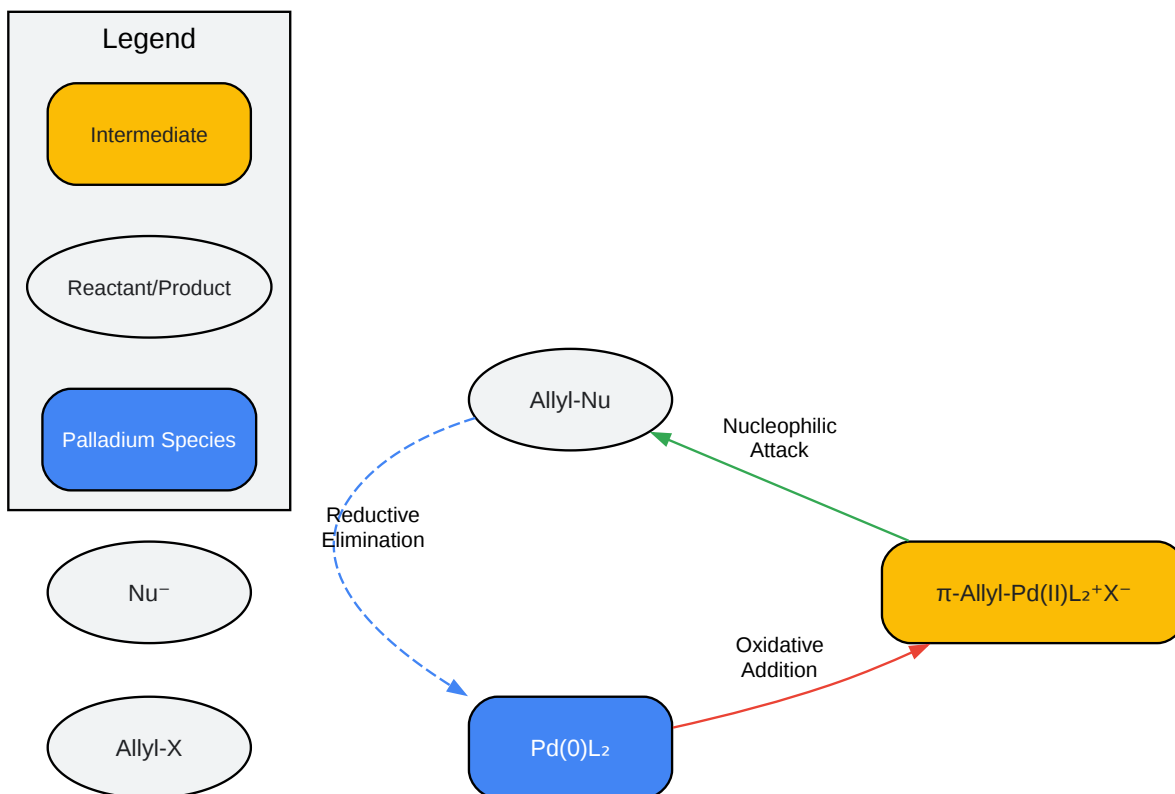 Legend
Intermediate
Reactant/Product
Palladium Species
Nu⁻
Allyl-X
Allyl-Nu
Nucleophilic
Attack
Reductive
Elimination
π-Allyl-Pd(II)L₂⁺X⁻
Oxidative
Addition
Pd(0)L₂